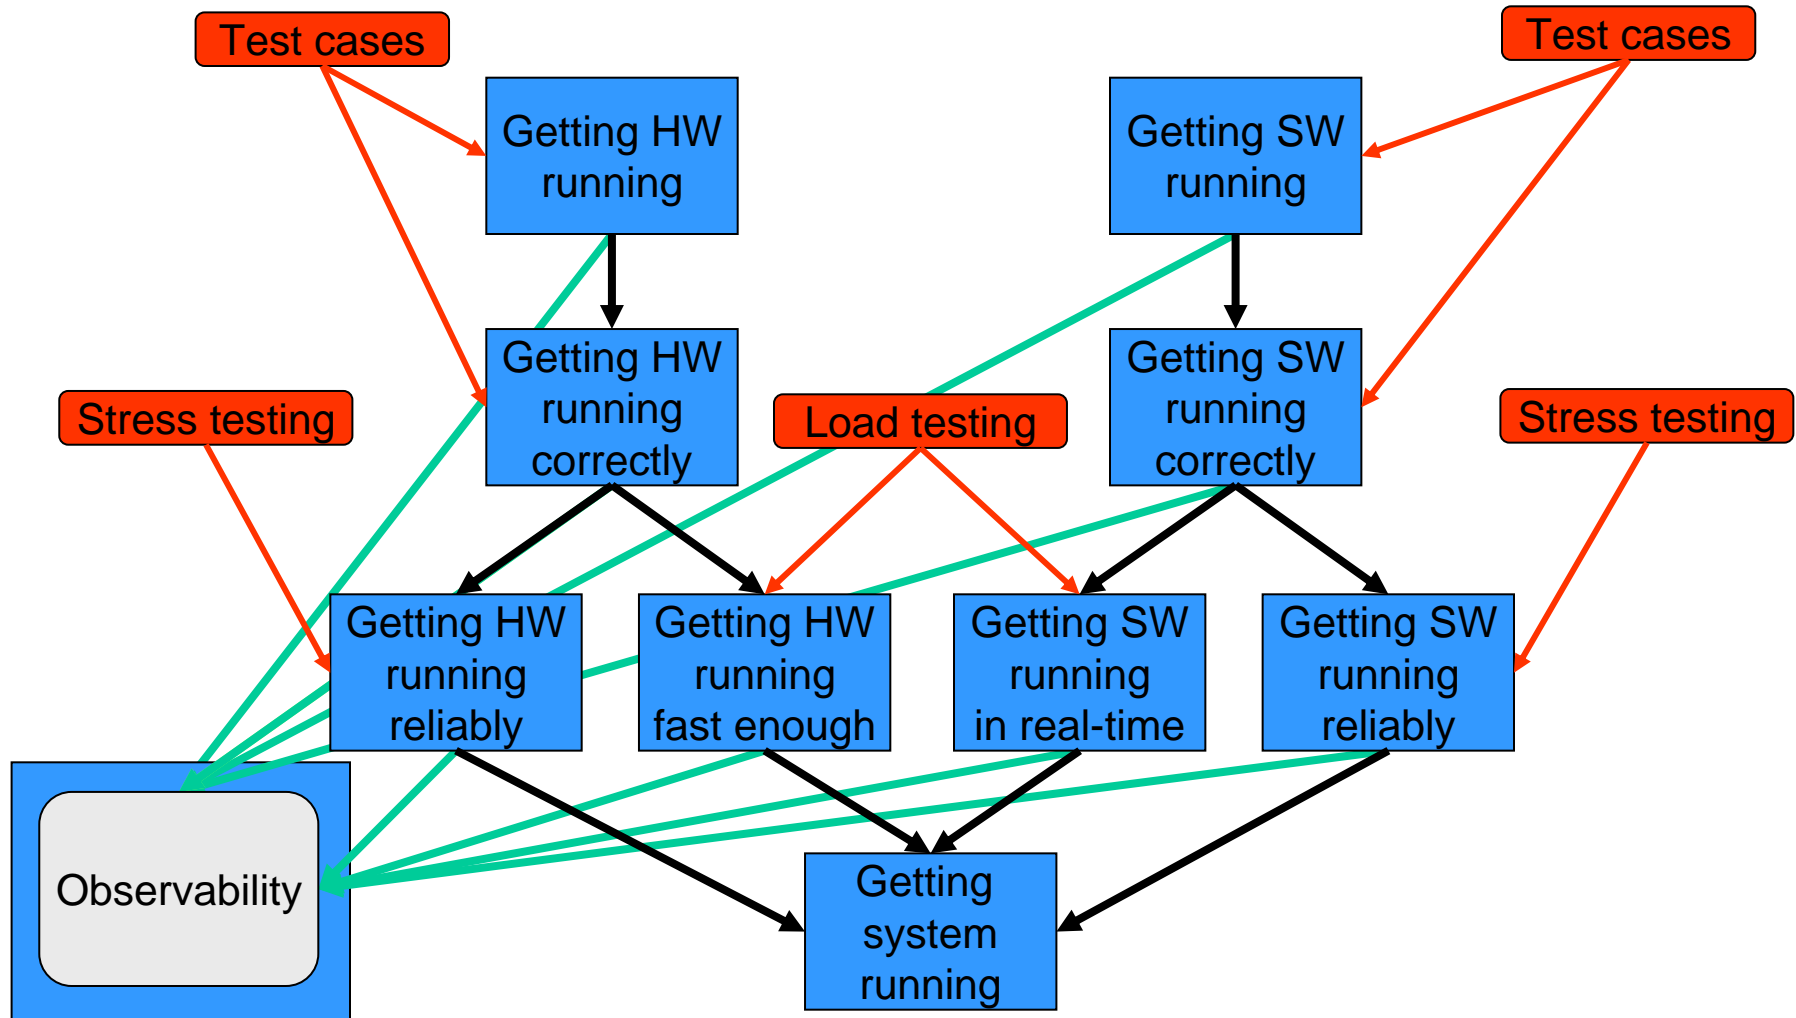 Test cases
Test cases
Getting HW
running
Getting SW
running
Getting HW
running
correctly
Getting SW
running
correctly
Stress testing
Load testing
Stress testing
Getting HW
running
reliably
Getting HW
running
fast enough
Getting SW
running
in real-time
Getting SW
running
reliably
Observability
Getting
system
running